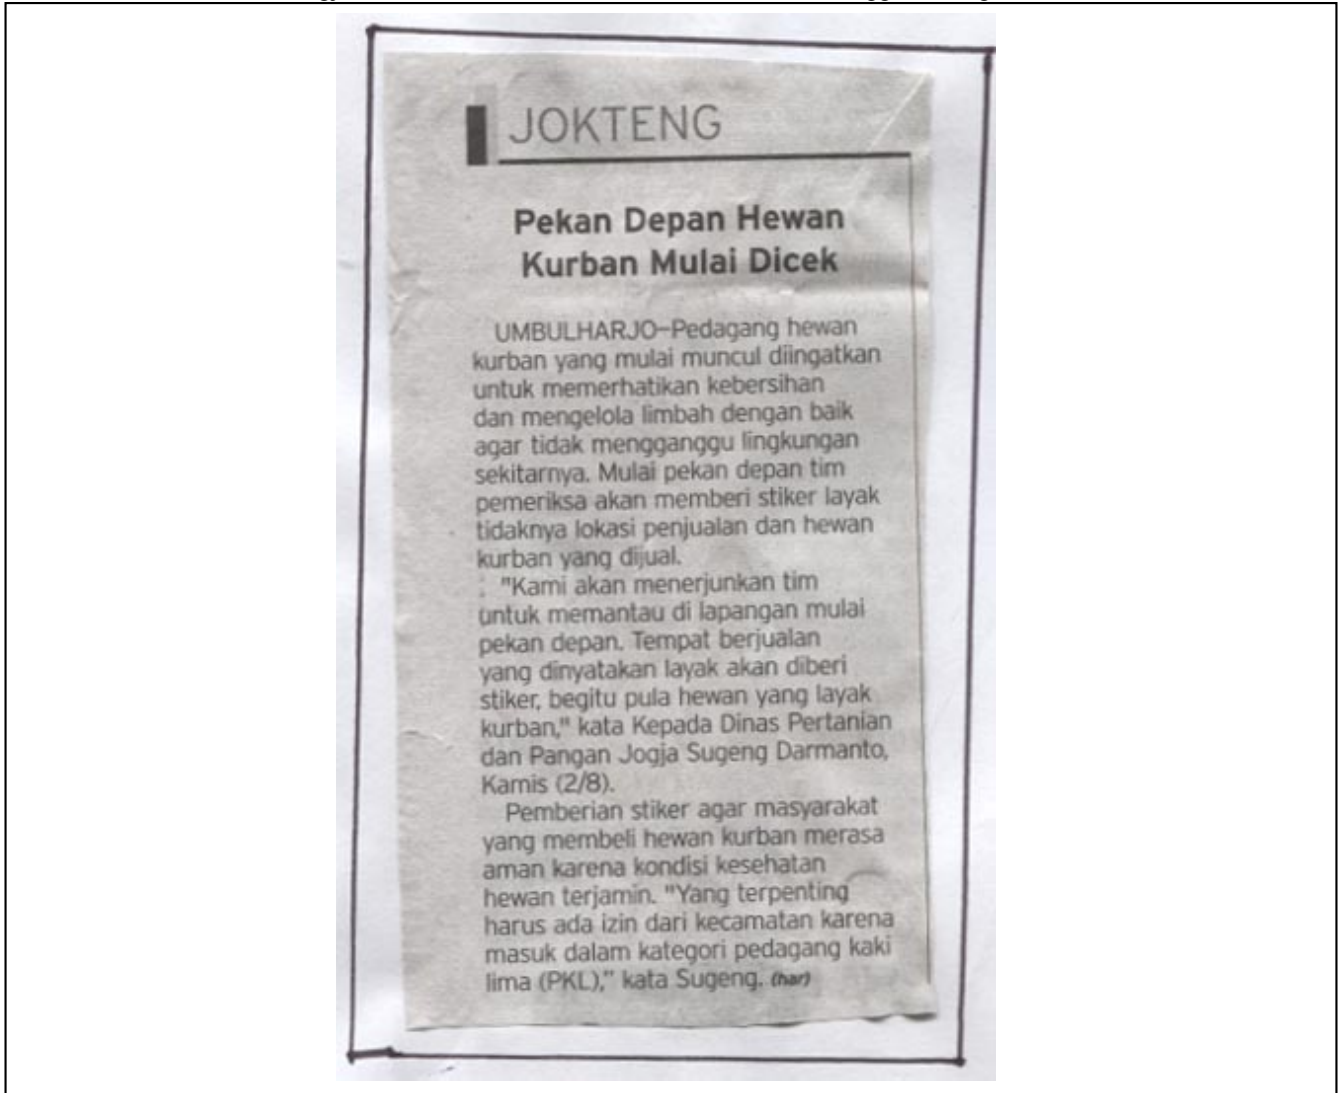 JOKTENG
Pekan Depan Hewan
Kurban Mulai Dicek
UMBULHARJO–Pedagang hewan
kurban yang mulai muncul diingatkan
untuk memerhatikan kebersihan
dan mengelola limbah dengan baik
agar tidak mengganggu lingkungan
sekitarnya. Mulai pekan depan tim
pemeriksa akan memberi stiker layak
tidaknya lokasi penjualan dan hewan
kurban yang dijual.
"Kami akan menerjunkan tim
untuk memantau di lapangan mulai
pekan depan. Tempat berjualan
yang dinyatakan layak akan diberi
stiker, begitu pula hewan yang layak
kurban," kata Kepada Dinas Pertanian
dan Pangan Jogja Sugeng Darmanto,
Kamis (2/8).
Pemberian stiker agar masyarakat
yang membeli hewan kurban merasa
aman karena kondisi kesehatan
hewan terjamin. "Yang terpenting
harus ada izin dari kecamatan karena
masuk dalam kategori pedagang kaki
lima (PKL)," kata Sugeng. (har)